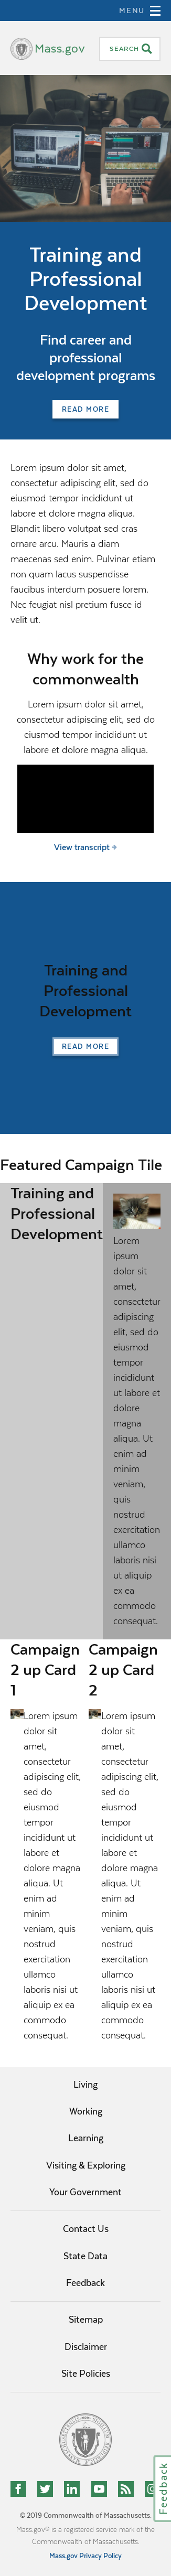 MENU
Mass.gov
SEARCH
Training and
Professional
Development
Find career and
professional
development programs
READ MORE
Lorem ipsum dolor sit amet,
consectetur adipiscing elit, sed do
eiusmod tempor incididunt ut
labore et dolore magna aliqua.
Blandit libero volutpat sed cras
ornare arcu. Mauris a diam
maecenas sed enim. Pulvinar etiam
non quam lacus suspendisse
faucibus interdum posuere lorem.
Nec feugiat nisl pretium fusce id
velit ut.
Why work for the
commonwealth
Lorem ipsum dolor sit amet,
consectetur adipiscing elit, sed do
eiusmod tempor incididunt ut
labore et dolore magna aliqua.
View transcript
Training and
Professional
Development
READ MORE
Featured Campaign Tile
Training and
Professional
Development
Lorem
ipsum
dolor sit
amet,
consectetur
adipiscing
elit, sed do
eiusmod
tempor
incididunt
ut labore et
dolore
magna
aliqua. Ut
enim ad
minim
veniam,
quis
nostrud
exercitation
ullamco
laboris nisi
ut aliquip
ex ea
commodo
consequat.
Campaign
2 up Card
1
Lorem ipsum
dolor sit
amet,
consectetur
adipiscing elit,
sed do
eiusmod
tempor
incididunt ut
labore et
dolore magna
aliqua. Ut
enim ad
minim
veniam, quis
nostrud
exercitation
ullamco
laboris nisi ut
aliquip ex ea
commodo
consequat.
Campaign
2 up Card
2
Lorem ipsum
dolor sit
amet,
consectetur
adipiscing elit,
sed do
eiusmod
tempor
incididunt ut
labore et
dolore magna
aliqua. Ut
enim ad
minim
veniam, quis
nostrud
exercitation
ullamco
laboris nisi ut
aliquip ex ea
commodo
consequat.
Living
Working
Learning
Visiting & Exploring
Your Government
Contact Us
State Data
Feedback
Sitemap
Disclaimer
Site Policies
Feedback
© 2019 Commonwealth of Massachusetts.
Mass.gov® is a registered service mark of the
Commonwealth of Massachusetts.
Mass.gov Privacy Policy